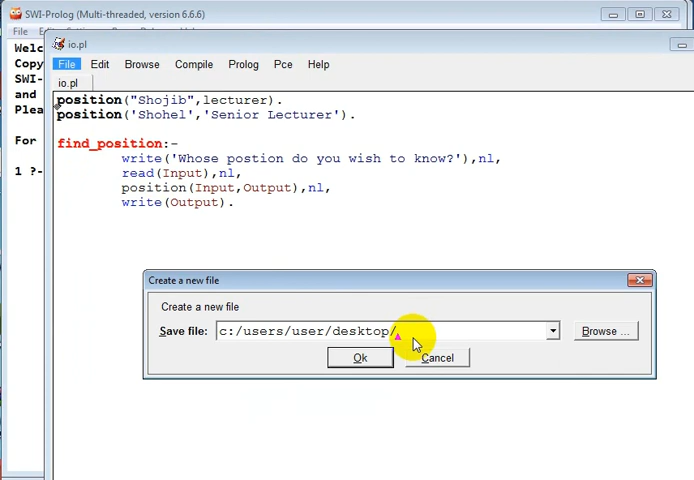 SWI-Prolog (Multi-threaded, version 6.6.6)
File
Welc
Copy
SWI-
and
Plea
For
1 ?-
io.pl
File Edit Browse Compile Prolog Pce Help
io.pl
position("Shojib",lecturer).
position('Shohel','Senior Lecturer').
find_position:-
write('Whose postion do you wish to know?'),nl,
read(Input),nl,
position(Input,Output),nl,
write(Output).
Create a new file
Create a new file
Save file: c:/users/user/desktop/ Browse ...
Ok Cancel